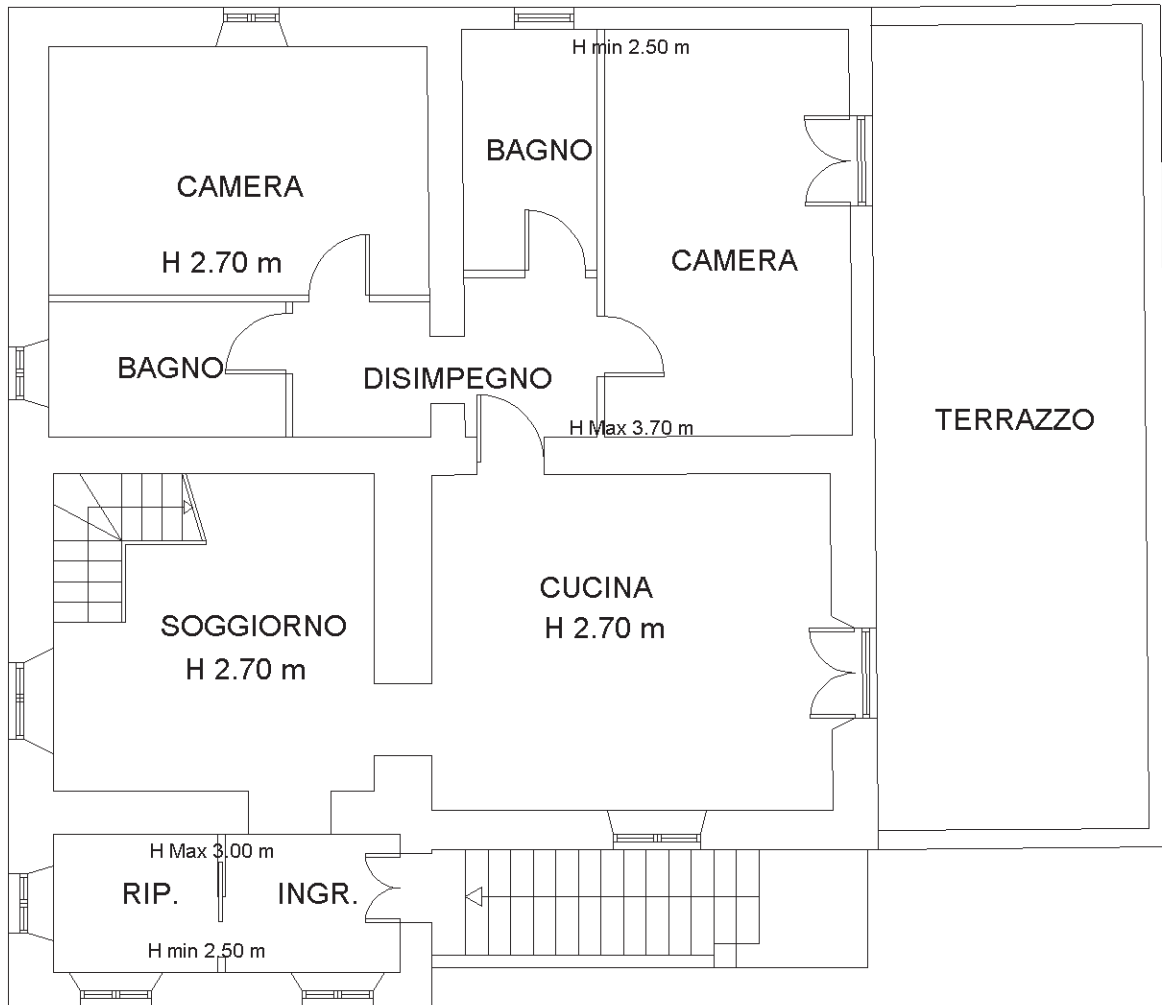 H min 2.50 m
BAGNO
CAMERA
H 2.70 m
CAMERA
BAGNO
DISIMPEGNO
H Max 3.70 m
TERRAZZO
CUCINA
H 2.70 m
SOGGIORNO
H 2.70 m
H Max 3.00 m
RIP.
INGR.
H min 2.50 m